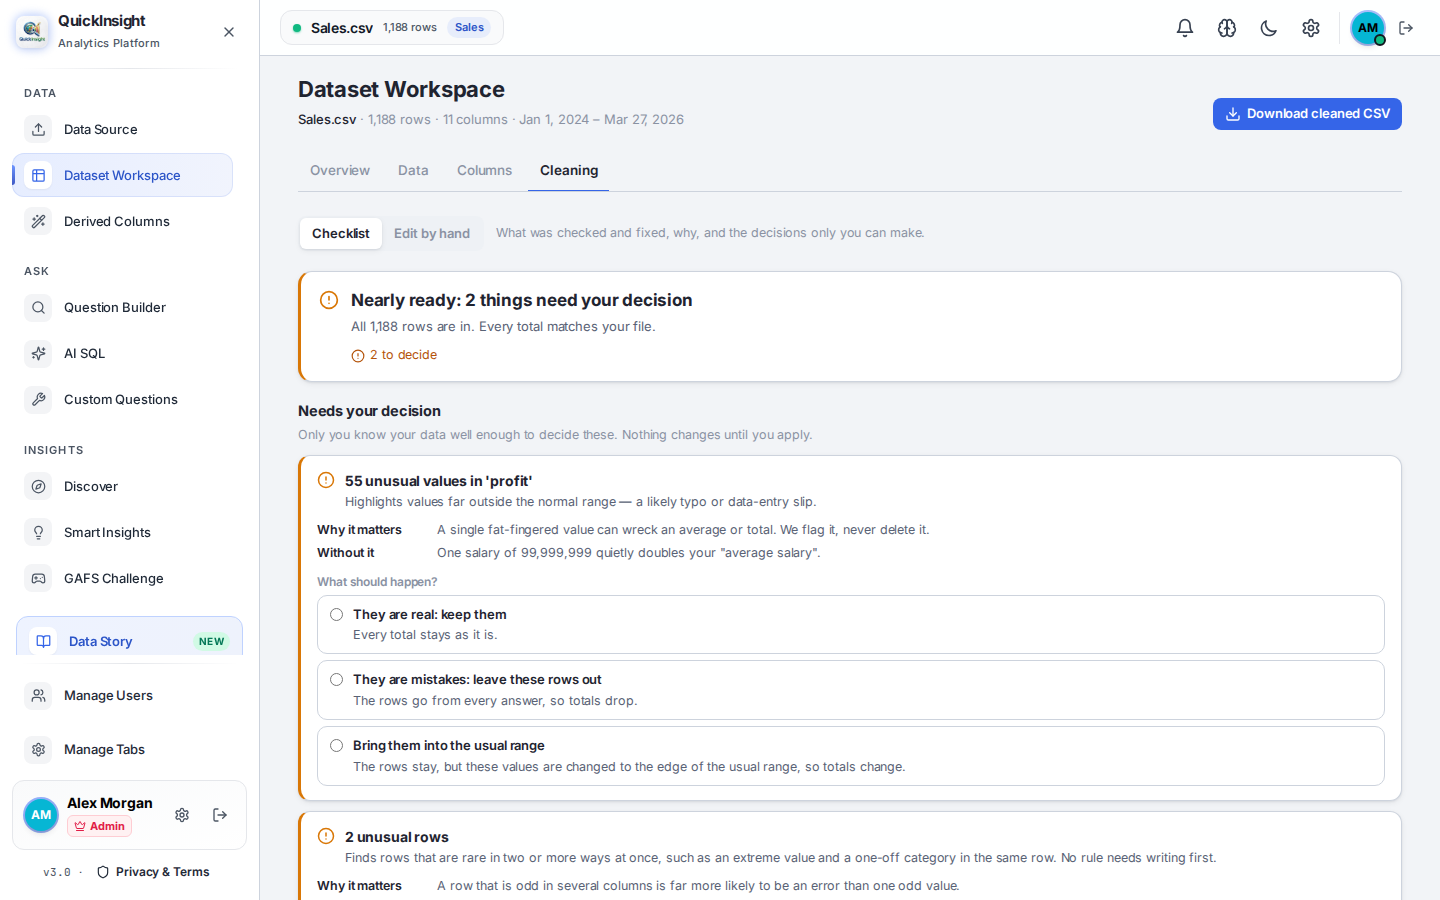 QuickInsight
Analytics Platform
DATA
Data Source
Dataset Workspace
Derived Columns
ASK
Question Builder
AI SQL
Custom Questions
INSIGHTS
Discover
Smart Insights
GAFS Challenge
Data Story NEW
Manage Users
Manage Tabs
AM Alex Morgan
Admin
v3.0 · Privacy & Terms
Sales.csv 1,188 rows Sales
AM
Dataset Workspace
Sales.csv · 1,188 rows · 11 columns · Jan 1, 2024 – Mar 27, 2026
Download cleaned CSV
Overview Data Columns Cleaning
Checklist Edit by hand What was checked and fixed, why, and the decisions only you can make.
Nearly ready: 2 things need your decision
All 1,188 rows are in. Every total matches your file.
2 to decide
Needs your decision
Only you know your data well enough to decide these. Nothing changes until you apply.
55 unusual values in 'profit'
Highlights values far outside the normal range — a likely typo or data-entry slip.
Why it matters A single fat-fingered value can wreck an average or total. We flag it, never delete it.
Without it One salary of 99,999,999 quietly doubles your "average salary".
What should happen?
They are real: keep them
Every total stays as it is.
They are mistakes: leave these rows out
The rows go from every answer, so totals drop.
Bring them into the usual range
The rows stay, but these values are changed to the edge of the usual range, so totals change.
2 unusual rows
Finds rows that are rare in two or more ways at once, such as an extreme value and a one-off category in the same row. No rule needs writing first.
Why it matters A row that is odd in several columns is far more likely to be an error than one odd value.